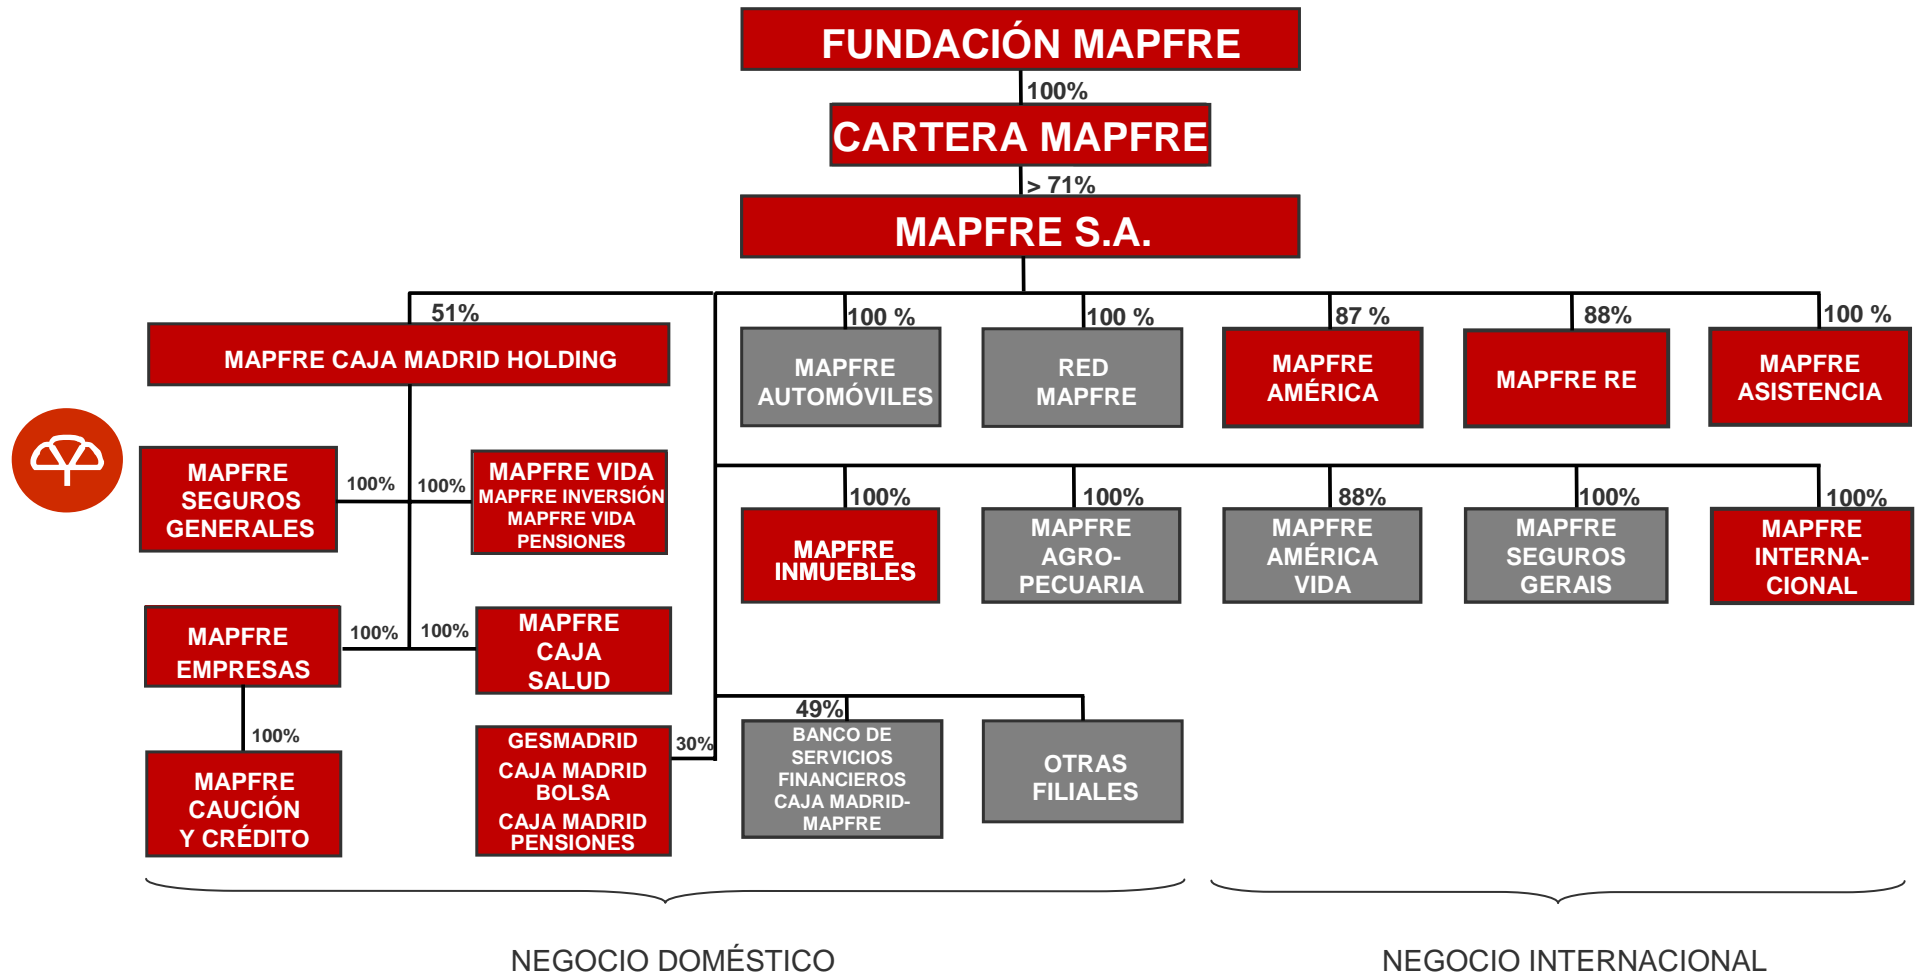 FUNDACIÓN MAPFRE
100%
CARTERA MAPFRE
> 71%
MAPFRE S.A.
51%
MAPFRE CAJA MADRID HOLDING
100 %
MAPFRE
AUTOMÓVILES
100 %
RED
MAPFRE
87 %
MAPFRE
AMÉRICA
88%
MAPFRE RE
100 %
MAPFRE
ASISTENCIA
MAPFRE
SEGUROS
GENERALES
100%
100%
MAPFRE VIDA
MAPFRE INVERSIÓN
MAPFRE VIDA
PENSIONES
100%
MAPFRE
INMUEBLES
100%
MAPFRE
AGRO-
PECUARIA
88%
MAPFRE
AMÉRICA
VIDA
100%
MAPFRE
SEGUROS
GERAIS
100%
MAPFRE
INTERNA-
CIONAL
MAPFRE
EMPRESAS
100%
100%
MAPFRE
CAJA
SALUD
100%
MAPFRE
CAUCIÓN
Y CRÉDITO
GESMADRID
CAJA MADRID
BOLSA
CAJA MADRID
PENSIONES
30%
49%
BANCO DE
SERVICIOS
FINANCIEROS
CAJA MADRID-
MAPFRE
OTRAS
FILIALES
NEGOCIO DOMÉSTICO
NEGOCIO INTERNACIONAL